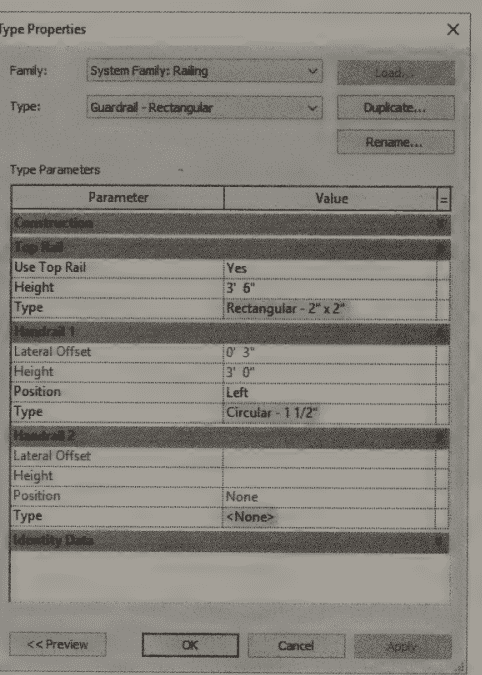 Type Properties
Family: System Family: Railing Load...
Type: Guardrail - Rectangular Duplicate...
Rename...
Type Parameters
Parameter Value =
Construction
Top Rail
Use Top Rail Yes
Height 3' 6"
Type Rectangular - 2" x 2"
Handrail 1
Lateral Offset 0' 3"
Height 3' 0"
Position Left
Type Circular - 1 1/2"
Handrail 2
Lateral Offset
Height
Position None
Type <None>
Identity Data
<< Preview OK Cancel Apply